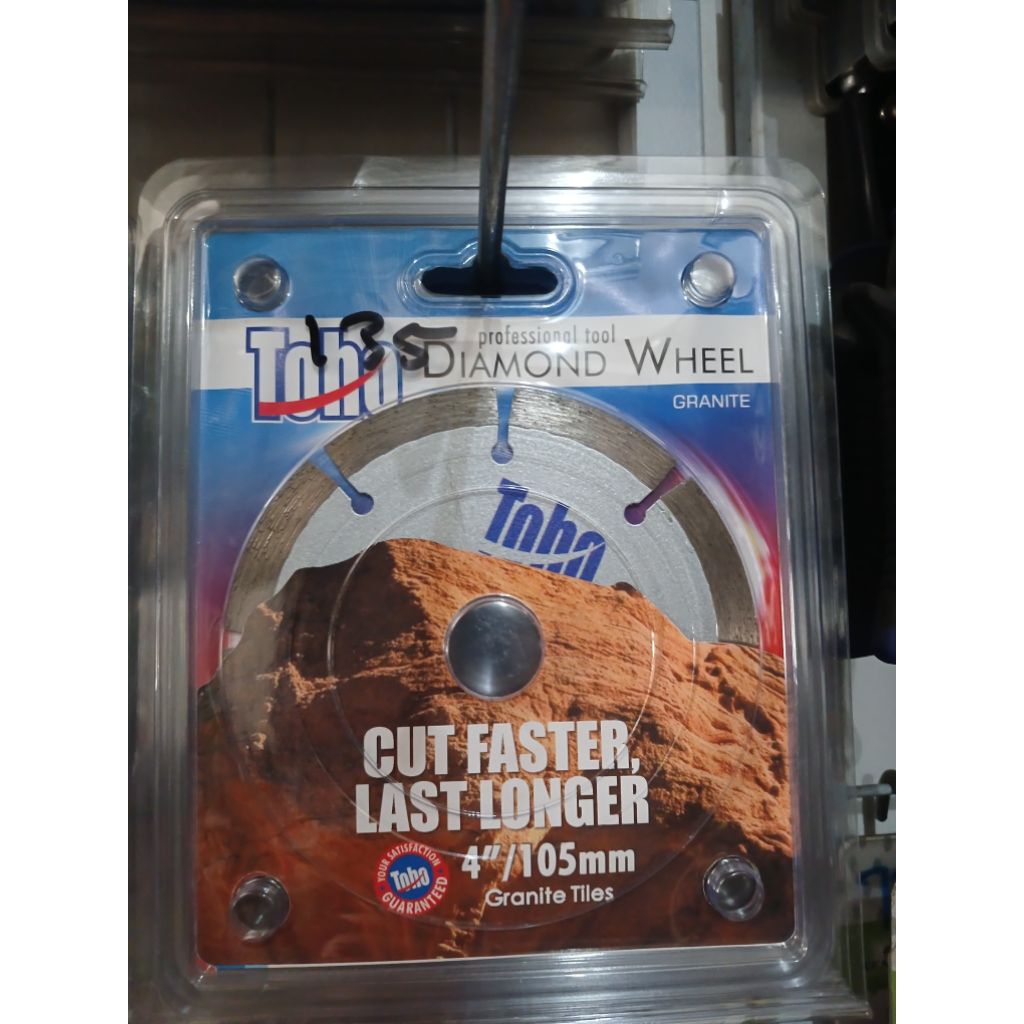 135
Toho
professional tool
DIAMOND WHEEL
GRANITE
Toho
CUT FASTER,
LAST LONGER
4"/105mm
Granite Tiles
YOUR SATISFACTION
Toho
GUARANTEED